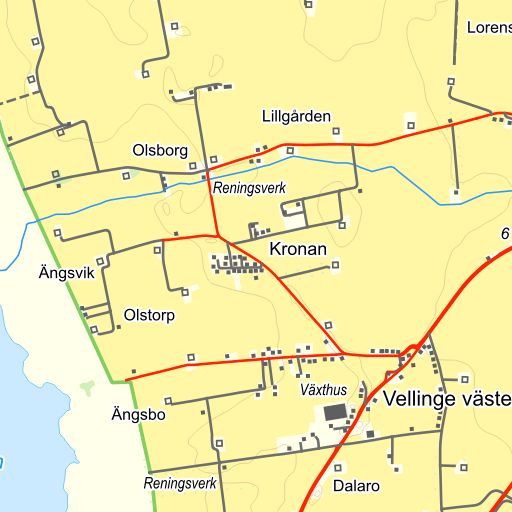 Lorens
Lillgården
Olsborg
Reningsverk
6
Kronan
Ängsvik
Olstorp
Växthus
Vellinge väste
Ängsbo
Reningsverk
Dalaro